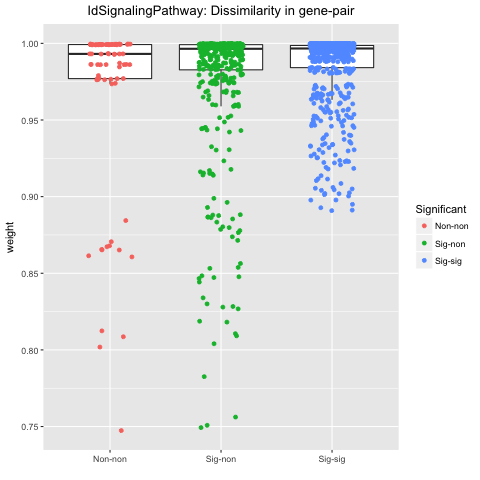 IdSignalingPathway: Dissimilarity in gene-pair
1.00
0.95
0.90
0.85
0.80
0.75
weight
Non-non
Sig-non
Sig-sig
Significant
Non-non
Sig-non
Sig-sig